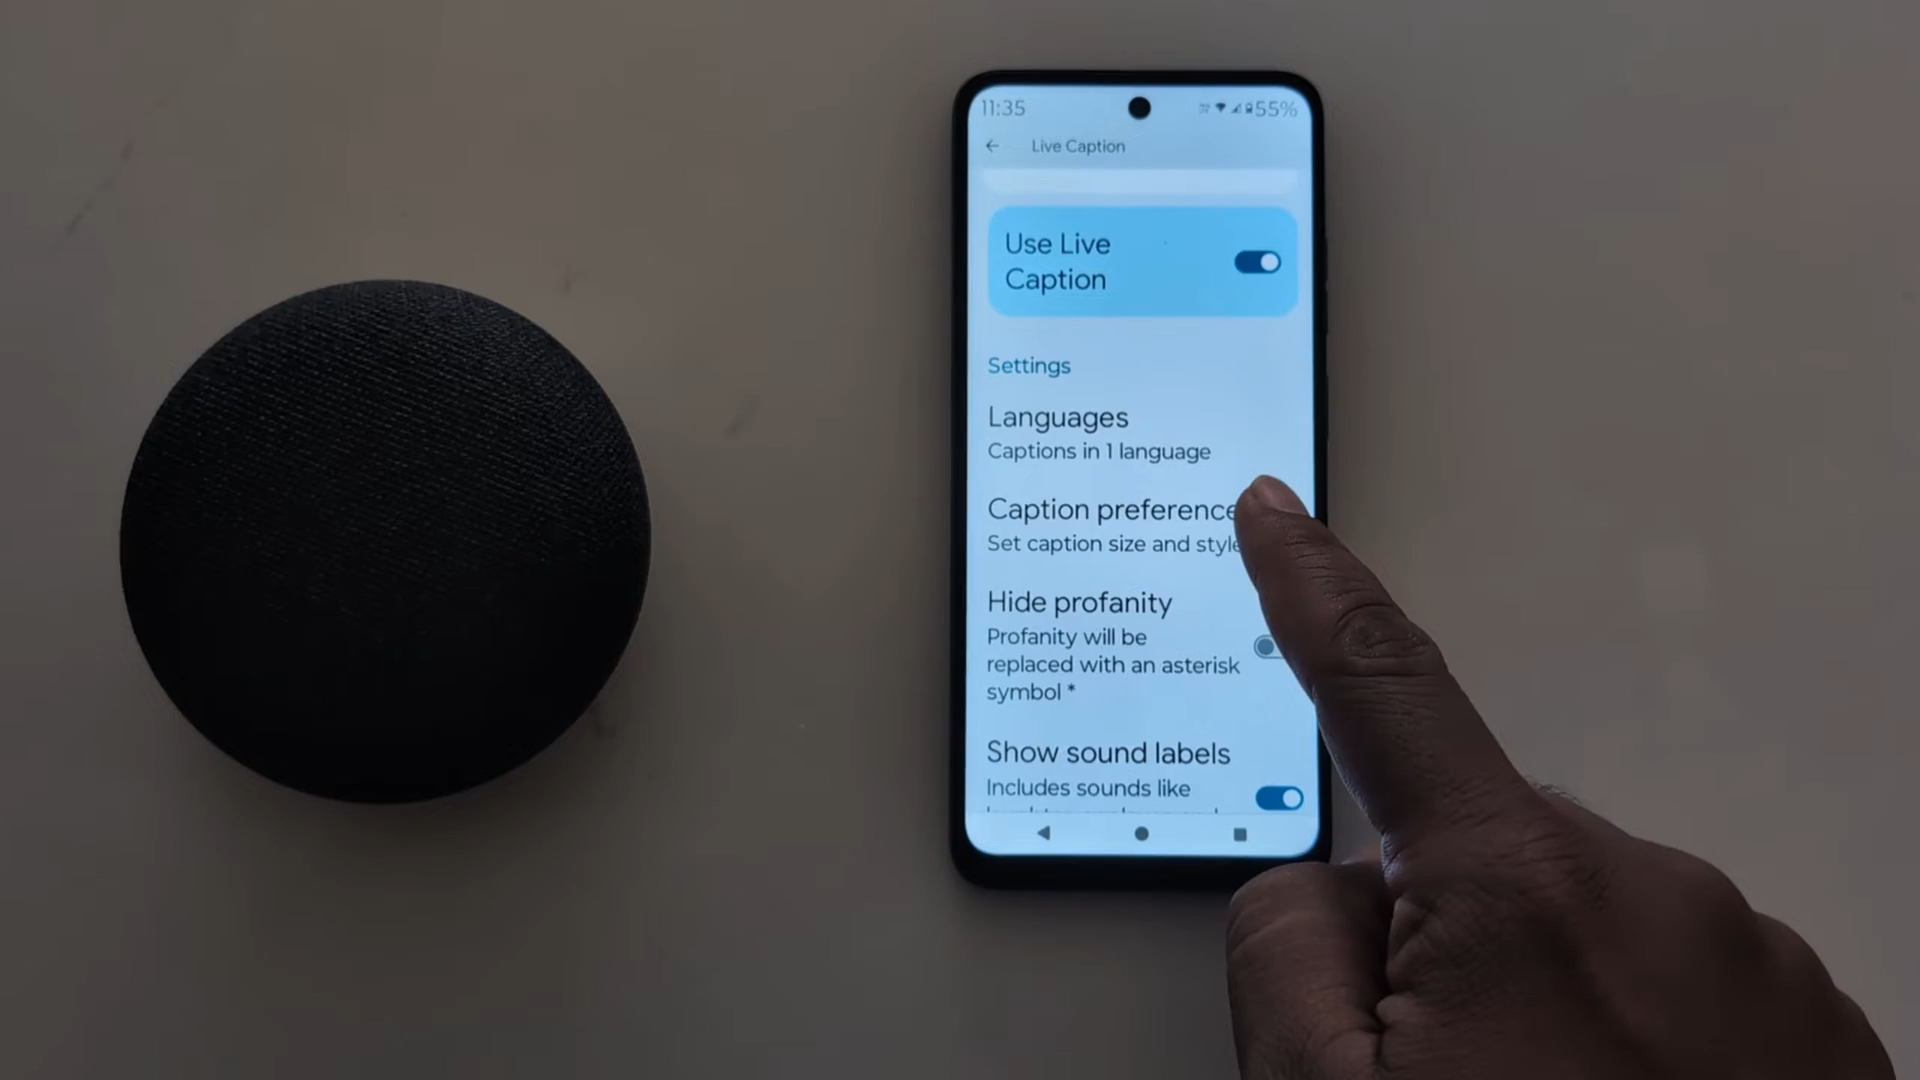 11:35
55%
Live Caption
Use Live
Caption
Settings
Languages
Captions in 1 language
Caption preference
Set caption size and style
Hide profanity
Profanity will be
replaced with an asterisk
symbol *
Show sound labels
Includes sounds like